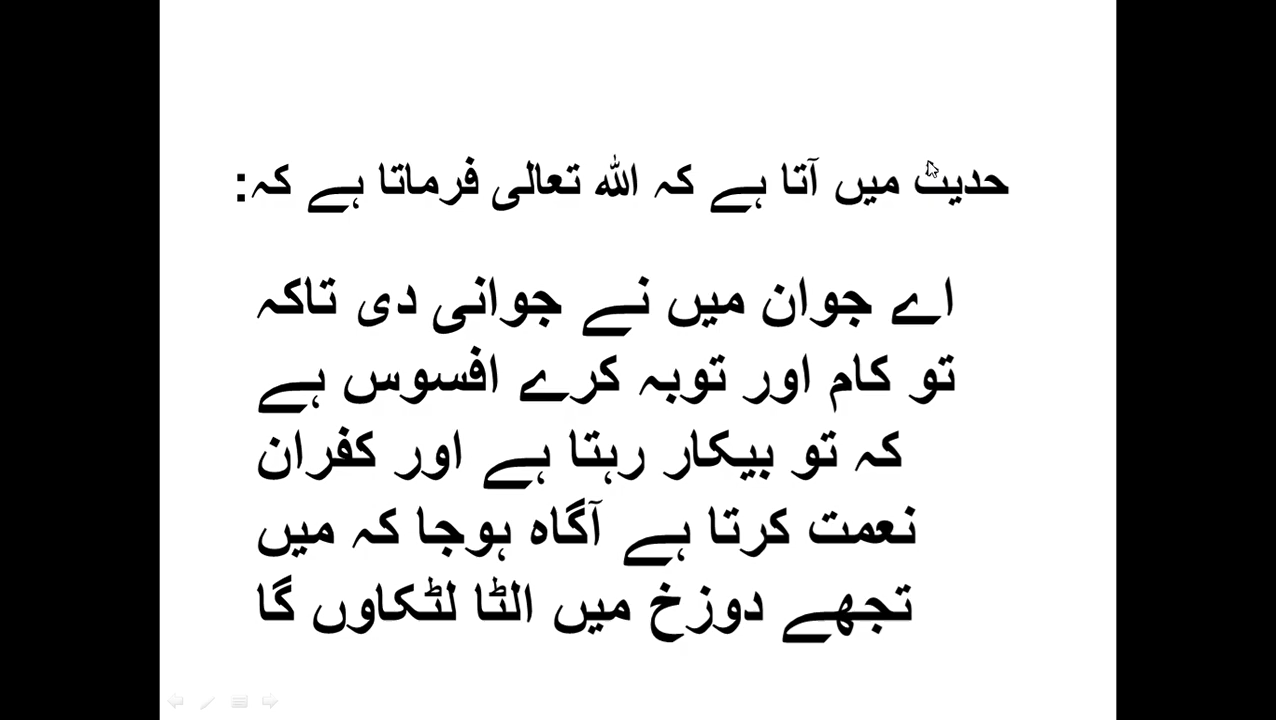 حدیث میں آتا ہے کہ اللہ تعالی فرماتا ہے کہ:
اے جوان میں نے جوانی دی تاکہ
تو کام اور توبہ کرے افسوس ہے
کہ تو بیکار رہتا ہے اور کفران
نعمت کرتا ہے آگاہ ہوجا کہ میں
تجھے دوزخ میں الٹا لٹکاوں گا